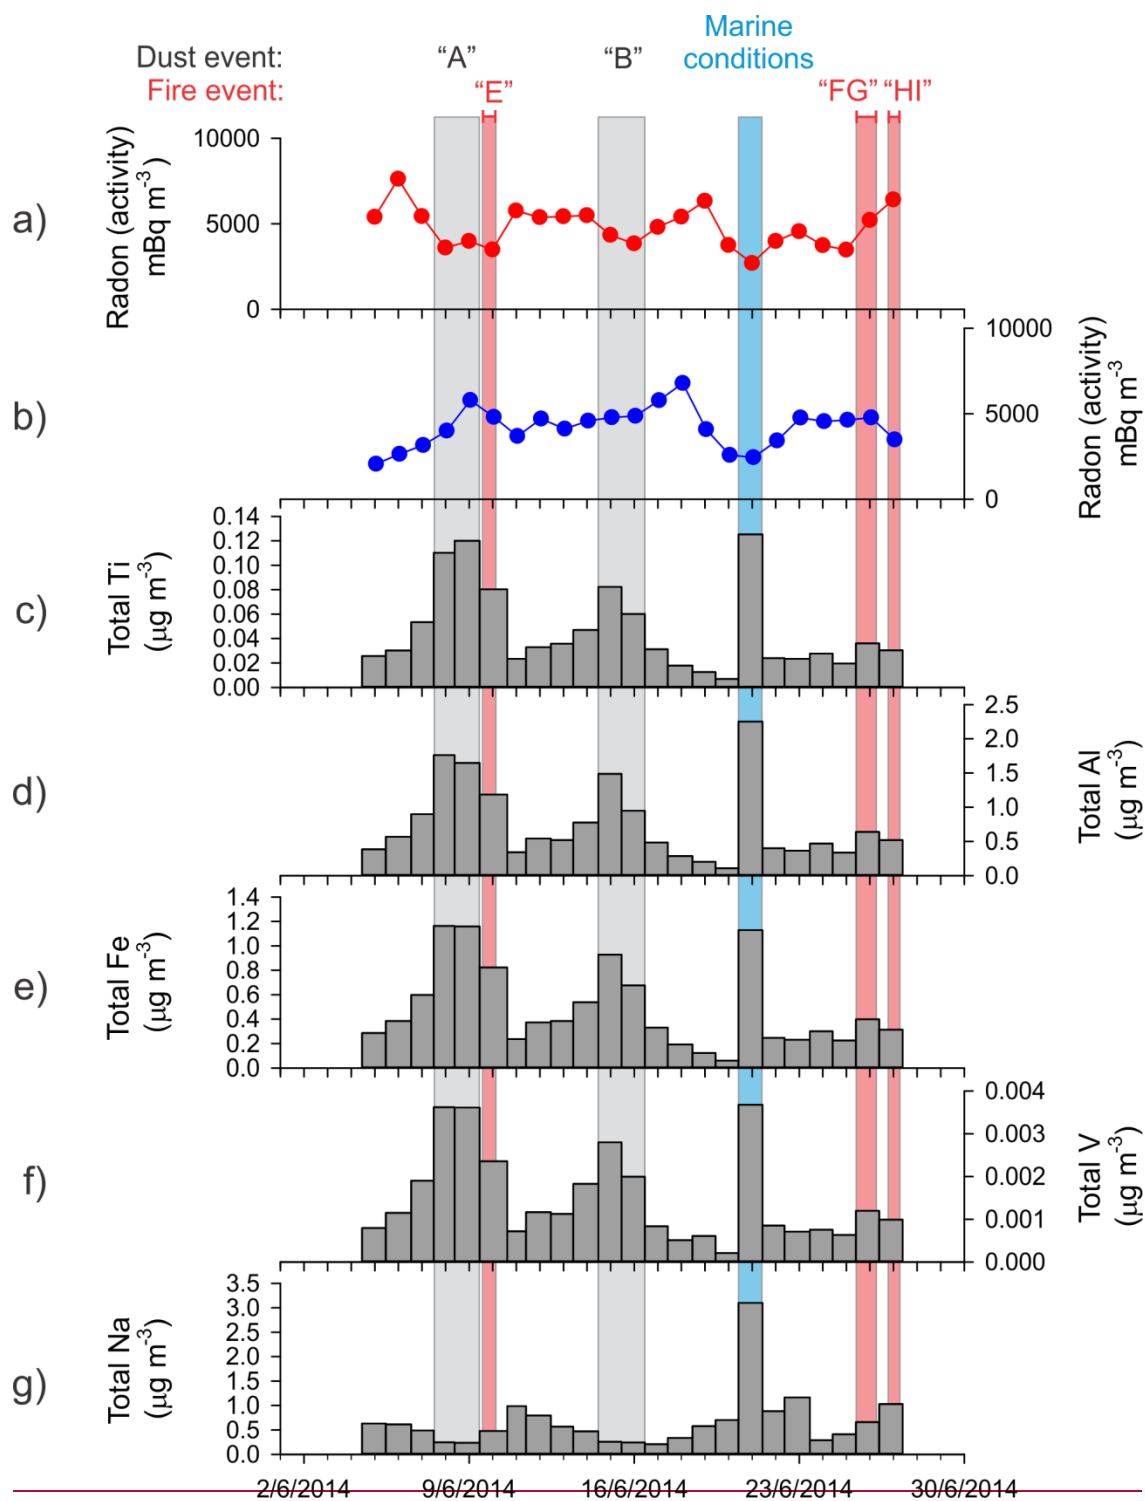 Marine
Dust event: "A" "B" conditions
Fire event: "E" "FG" "HI"
a)
Radon (activity)
mBq m-3
10000
5000
0
b)
10000
5000
0
Radon (activity)
mBq m-3
c)
Total Ti
(µg m-3)
0.14
0.12
0.10
0.08
0.06
0.04
0.02
0.00
d)
2.5
2.0
1.5
1.0
0.5
0.0
Total Al
(µg m-3)
e)
Total Fe
(µg m-3)
1.4
1.2
1.0
0.8
0.6
0.4
0.2
0.0
f)
0.004
0.003
0.002
0.001
0.000
Total V
(µg m-3)
g)
Total Na
(µg m-3)
3.5
3.0
2.5
2.0
1.5
1.0
0.5
0.0
2/6/2014 9/6/2014 16/6/2014 23/6/2014 30/6/2014